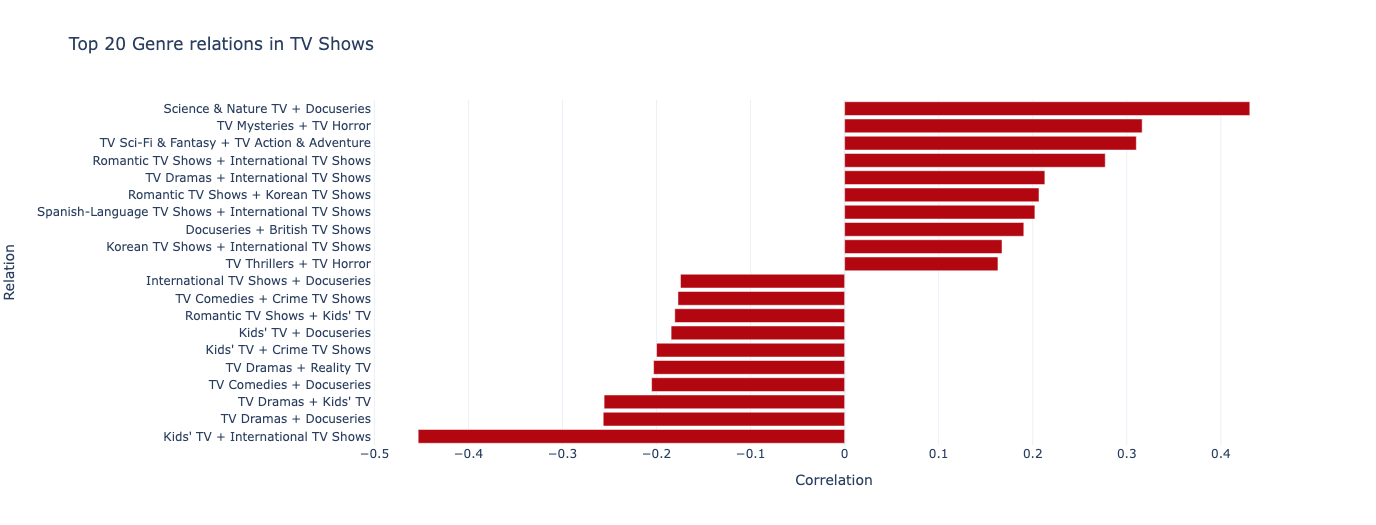 Top 20 Genre relations in TV Shows
Relation
Science & Nature TV + Docuseries
TV Mysteries + TV Horror
TV Sci-Fi & Fantasy + TV Action & Adventure
Romantic TV Shows + International TV Shows
TV Dramas + International TV Shows
Romantic TV Shows + Korean TV Shows
Spanish-Language TV Shows + International TV Shows
Docuseries + British TV Shows
Korean TV Shows + International TV Shows
TV Thrillers + TV Horror
International TV Shows + Docuseries
TV Comedies + Crime TV Shows
Romantic TV Shows + Kids' TV
Kids' TV + Docuseries
Kids' TV + Crime TV Shows
TV Dramas + Reality TV
TV Comedies + Docuseries
TV Dramas + Kids' TV
TV Dramas + Docuseries
Kids' TV + International TV Shows
−0.5 −0.4 −0.3 −0.2 −0.1 0 0.1 0.2 0.3 0.4
Correlation